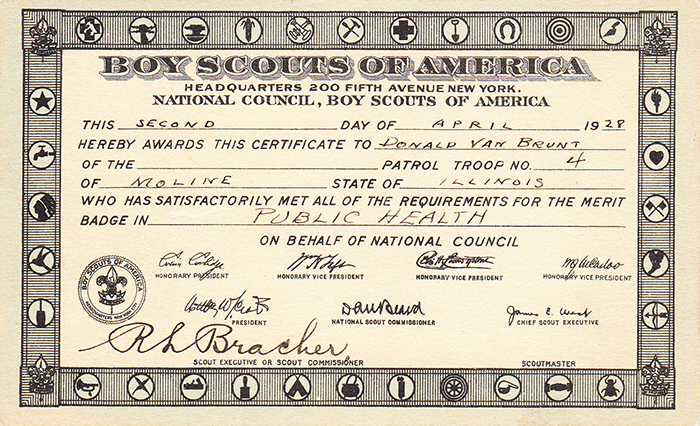 BOY SCOUTS OF AMERICA
HEADQUARTERS 200 FIFTH AVENUE NEW YORK.
NATIONAL COUNCIL, BOY SCOUTS OF AMERICA
THIS SECOND DAY OF APRIL 1928
HEREBY AWARDS THIS CERTIFICATE TO DONALD VAN BRUNT
OF THE PATROL TROOP NO. 4
OF MOLINE STATE OF ILLINOIS
WHO HAS SATISFACTORILY MET ALL OF THE REQUIREMENTS FOR THE MERIT
BADGE IN PUBLIC HEALTH
ON BEHALF OF NATIONAL COUNCIL
Calvin Coolidge Wm H Taft
HONORARY PRESIDENT HONORARY VICE PRESIDENT HONORARY VICE PRESIDENT HONORARY VICE PRESIDENT
BOY SCOUTS OF AMERICA
Dan Beard James E. West
PRESIDENT NATIONAL SCOUT COMMISSIONER CHIEF SCOUT EXECUTIVE
R L Bracher
SCOUT EXECUTIVE OR SCOUT COMMISSIONER SCOUTMASTER